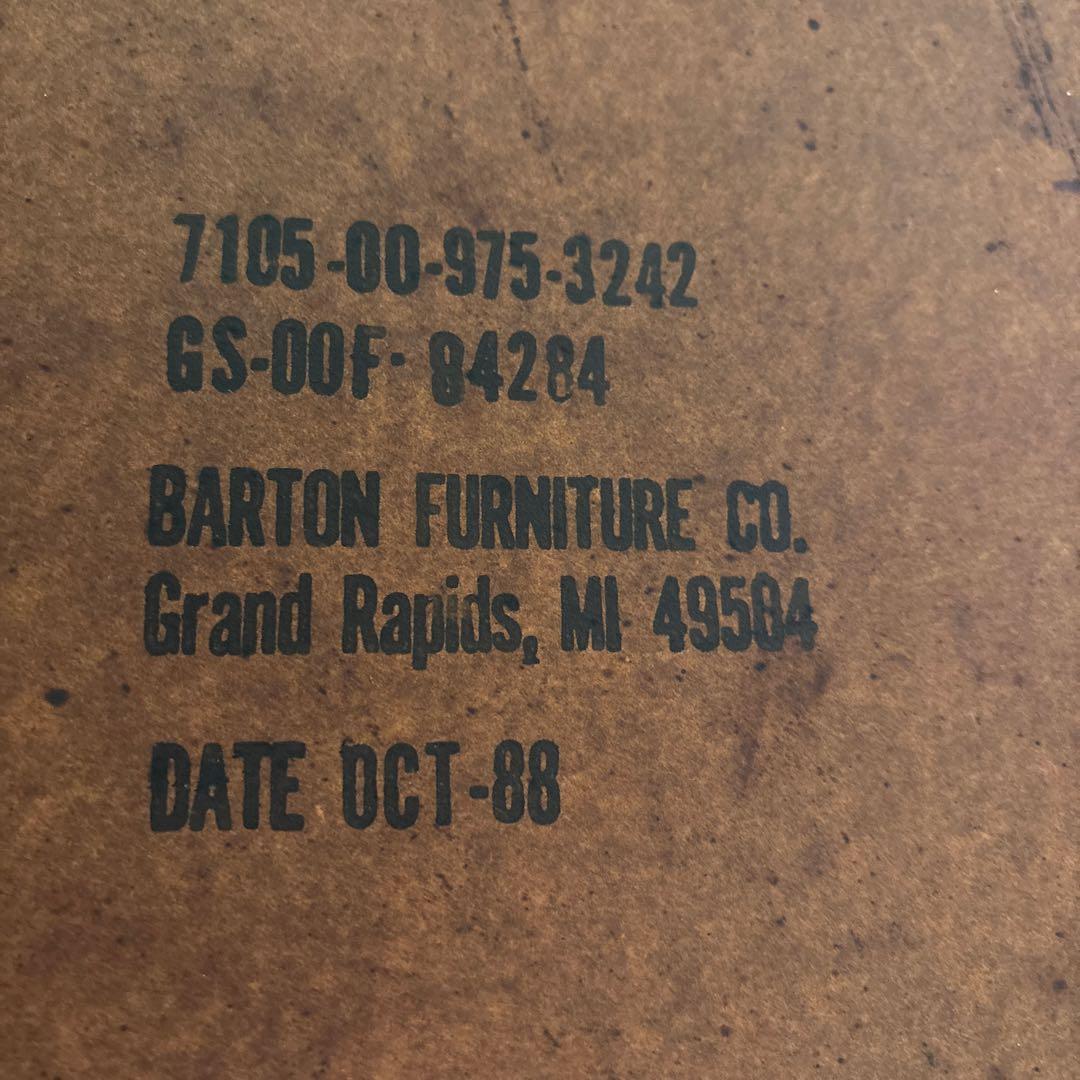 7105-00-975-3242
GS-00F-84284
BARTON FURNITURE CO.
Grand Rapids, MI 49504
DATE OCT-88